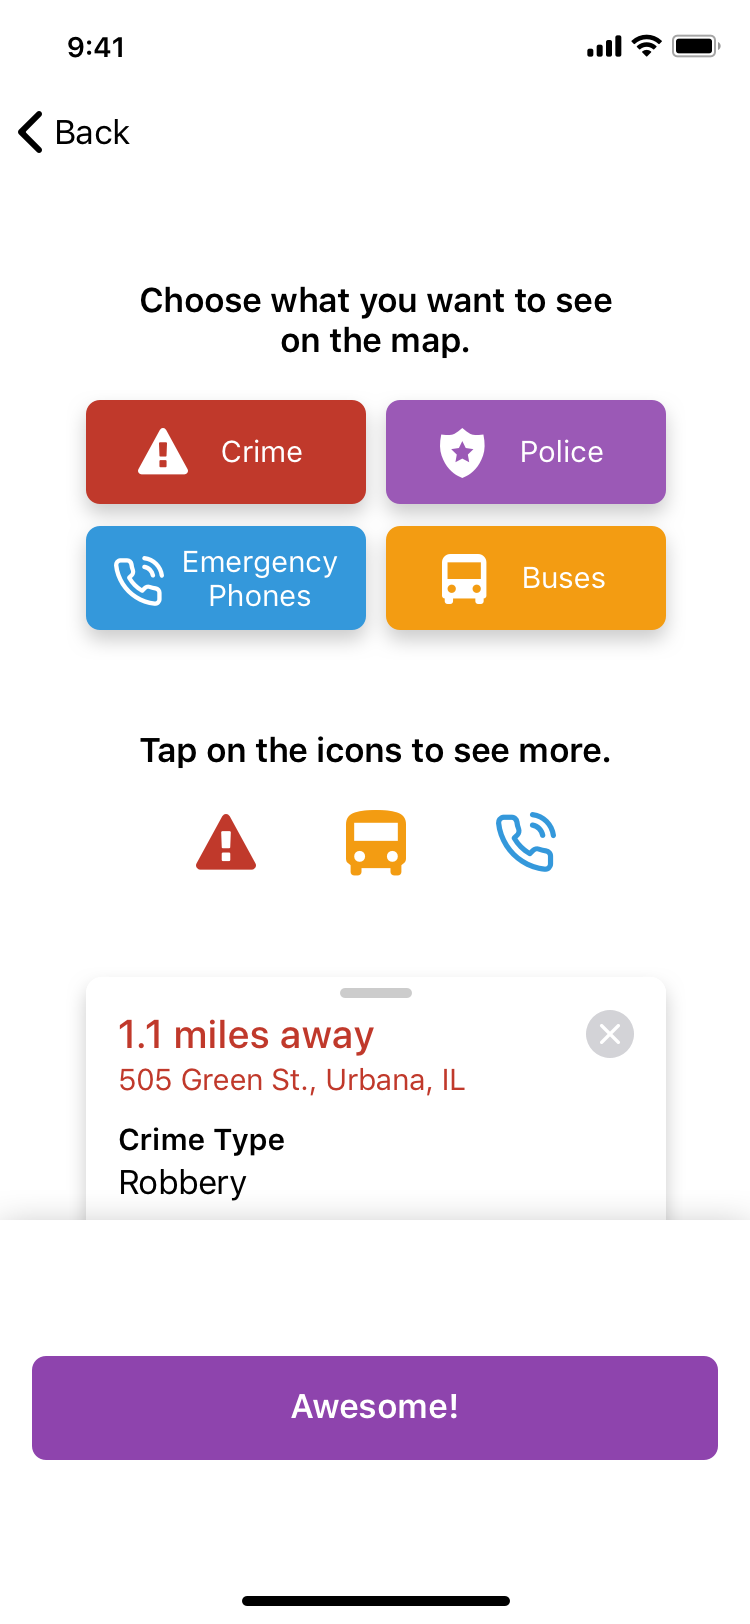 9:41
Back
Choose what you want to see
on the map.
Crime
Police
Emergency
Phones
Buses
Tap on the icons to see more.
1.1 miles away
505 Green St., Urbana, IL
Crime Type
Robbery
Awesome!